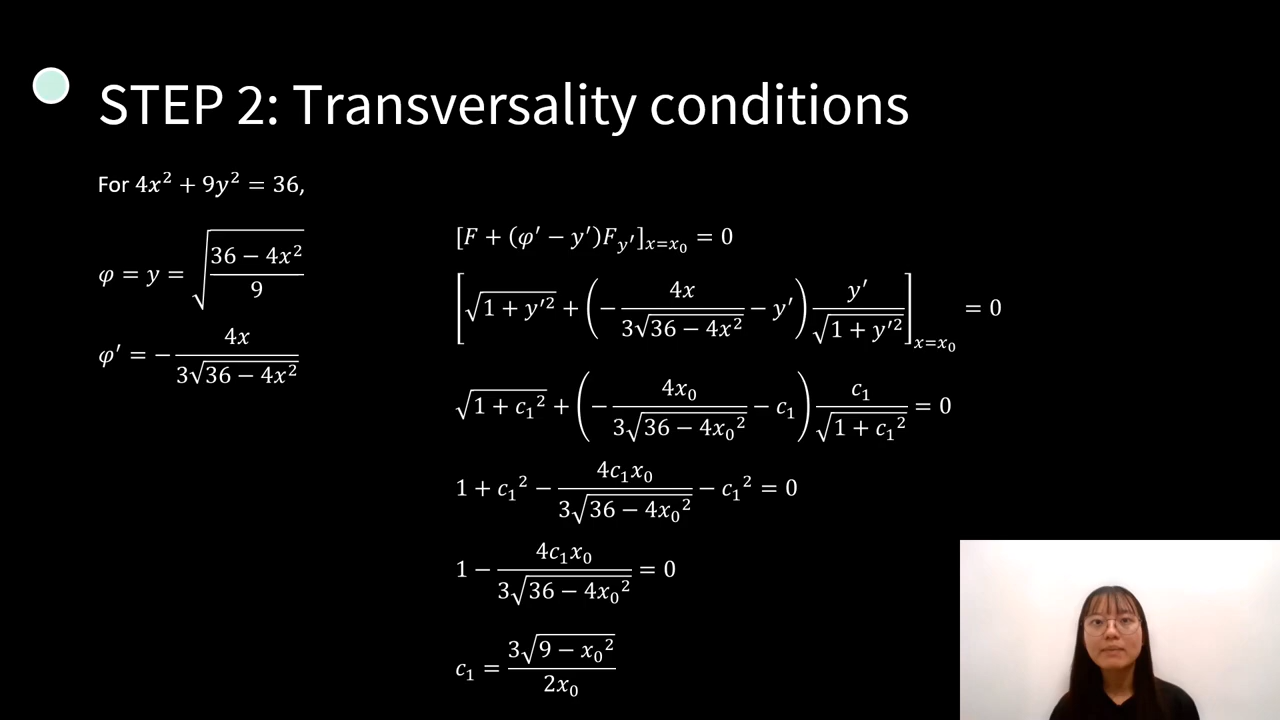 STEP 2: Transversality conditions
For 4x² + 9y² = 36,
φ = y = √((36 − 4x²)/9)
φ′ = − 4x/(3√(36 − 4x²))
[F + (φ′ − y′)F_y′]_x=x₀ = 0
[√(1 + y′²) + (− 4x/(3√(36 − 4x²)) − y′) y′/√(1 + y′²)]_x=x₀ = 0
√(1 + c₁²) + (− 4x₀/(3√(36 − 4x₀²)) − c₁) c₁/√(1 + c₁²) = 0
1 + c₁² − 4c₁x₀/(3√(36 − 4x₀²)) − c₁² = 0
1 − 4c₁x₀/(3√(36 − 4x₀²)) = 0
c₁ = 3√(9 − x₀²)/(2x₀)